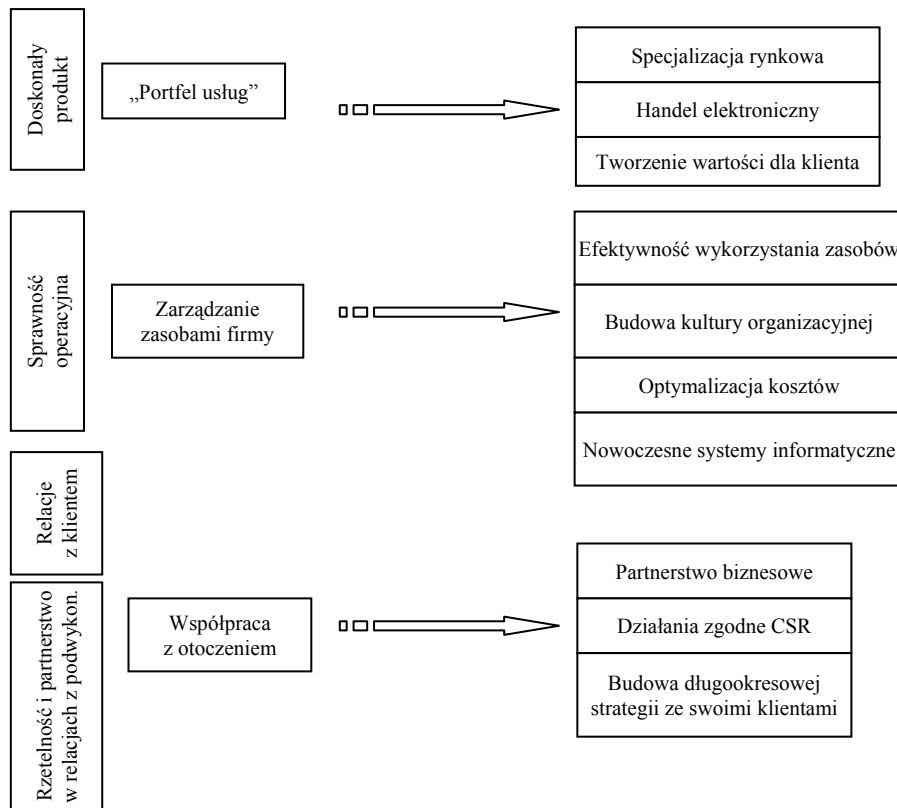 Doskonały
produkt
„Portfel usług”
Specjalizacja rynkowa
Handel elektroniczny
Tworzenie wartości dla klienta
Sprawność
operacyjna
Zarządzanie
zasobami firmy
Efektywność wykorzystania zasobów
Budowa kultury organizacyjnej
Optymalizacja kosztów
Nowoczesne systemy informatyczne
Relacje
z klientem
Rzetelność i partnerstwo
w relacjach z podwykon.
Współpraca
z otoczeniem
Partnerstwo biznesowe
Działania zgodne CSR
Budowa długookresowej
strategii ze swoimi klientami